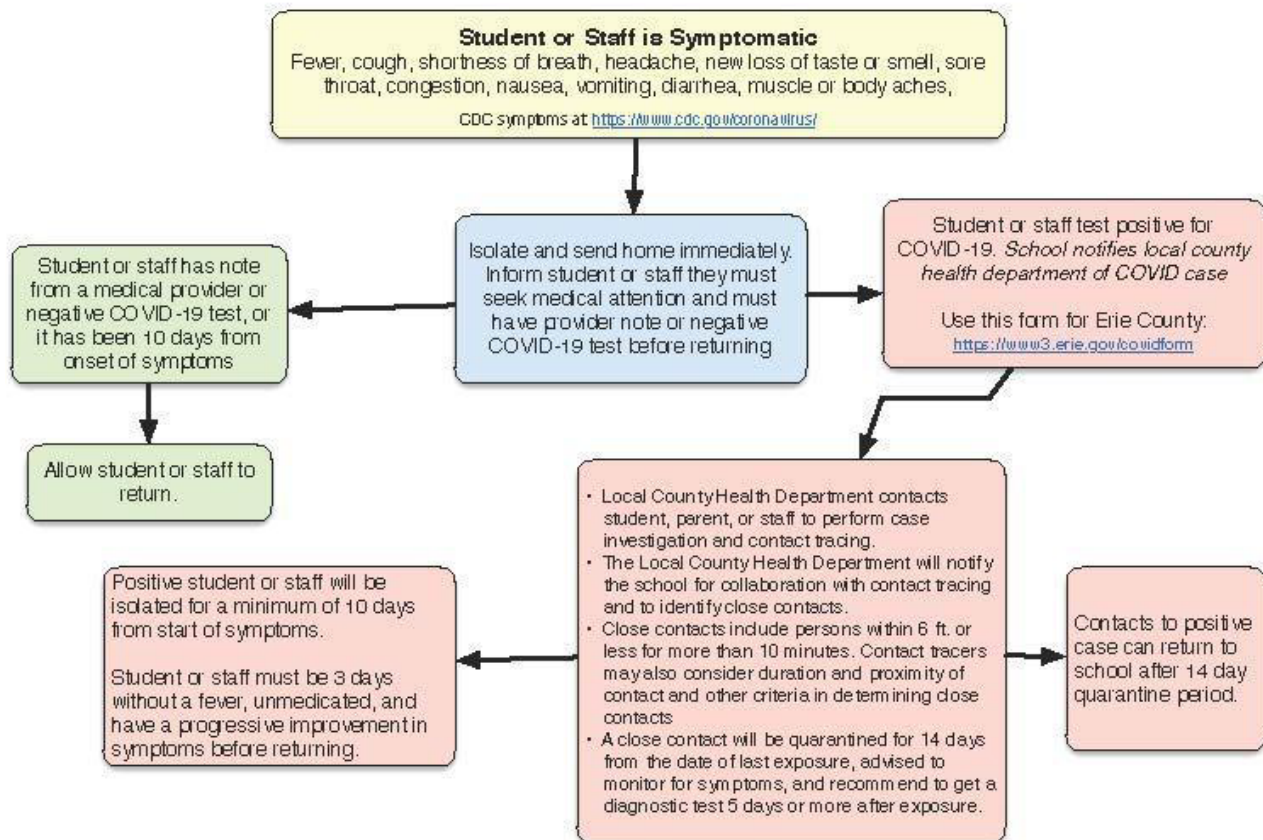 Student or Staff is Symptomatic
Fever, cough, shortness of breath, headache, new loss of taste or smell, sore
throat, congestion, nausea, vomiting, diarrhea, muscle or body aches,
CDC symptoms at: https://www.cdc.gov/coronavirus/
Student or staff has note
from a medical provider or
negative COVID-19 test, or
it has been 10 days from
onset of symptoms
Isolate and send home immediately.
Inform student or staff they must
seek medical attention and must
have provider note or negative
COVID-19 test before returning
Student or staff test positive for
COVID-19. School notifies local county
health department of COVID case
Use this form for Erie County:
https://www3.erie.gov/covidform
Allow student or staff to
return.
• Local County Health Department contacts
student, parent, or staff to perform case
investigation and contact tracing.
• The Local County Health Department will notify
the school for collaboration with contact tracing
and to identify close contacts.
• Close contacts include persons within 6 ft. or
less for more than 10 minutes. Contact tracers
may also consider duration and proximity of
contact and other criteria in determining close
contacts
• A close contact will be quarantined for 14 days
from the date of last exposure, advised to
monitor for symptoms, and recommend to get a
diagnostic test 5 days or more after exposure.
Positive student or staff will be
isolated for a minimum of 10 days
from start of symptoms.
Student or staff must be 3 days
without a fever, unmedicated, and
have a progressive improvement in
symptoms before returning.
Contacts to positive
case can return to
school after 14 day
quarantine period.